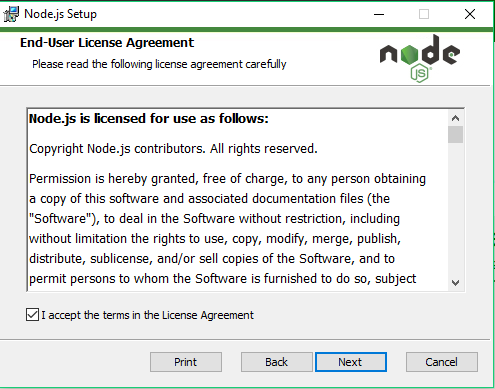 Node.js Setup
End-User License Agreement
Please read the following license agreement carefully
node
JS
Node.js is licensed for use as follows:
Copyright Node.js contributors. All rights reserved.
Permission is hereby granted, free of charge, to any person obtaining
a copy of this software and associated documentation files (the
"Software"), to deal in the Software without restriction, including
without limitation the rights to use, copy, modify, merge, publish,
distribute, sublicense, and/or sell copies of the Software, and to
permit persons to whom the Software is furnished to do so, subject
I accept the terms in the License Agreement
Print Back Next Cancel